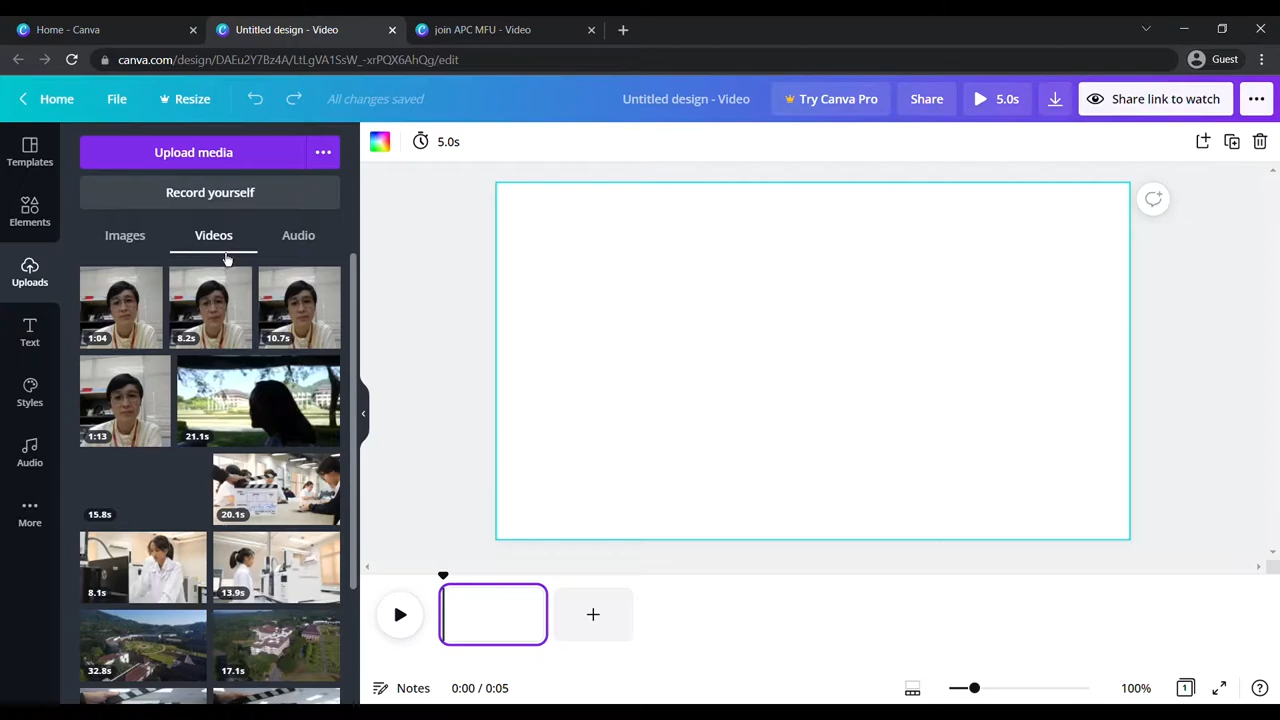 Home - Canva
Untitled design - Video
join APC MFU - Video
canva.com/design/DAEu2Y7Bz4A/LtLgVA1SsW_-xrPQX6AhQg/edit
Guest
Home
File
Resize
All changes saved
Untitled design - Video
Try Canva Pro
Share
5.0s
Share link to watch
Templates
Elements
Uploads
Text
Styles
Audio
More
Upload media
Record yourself
Images
Videos
Audio
1:04
8.2s
10.7s
1:13
21.1s
15.8s
20.1s
8.1s
13.9s
32.8s
17.1s
5.0s
Notes
0:00 / 0:05
100%
1